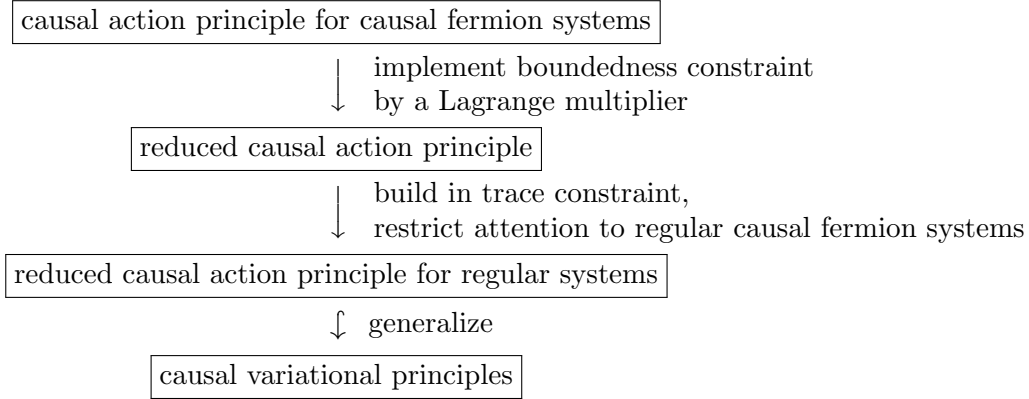 causal action principle for causal fermion systems
implement boundedness constraint
by a Lagrange multiplier
reduced causal action principle
build in trace constraint,
restrict attention to regular causal fermion systems
reduced causal action principle for regular systems
generalize
causal variational principles